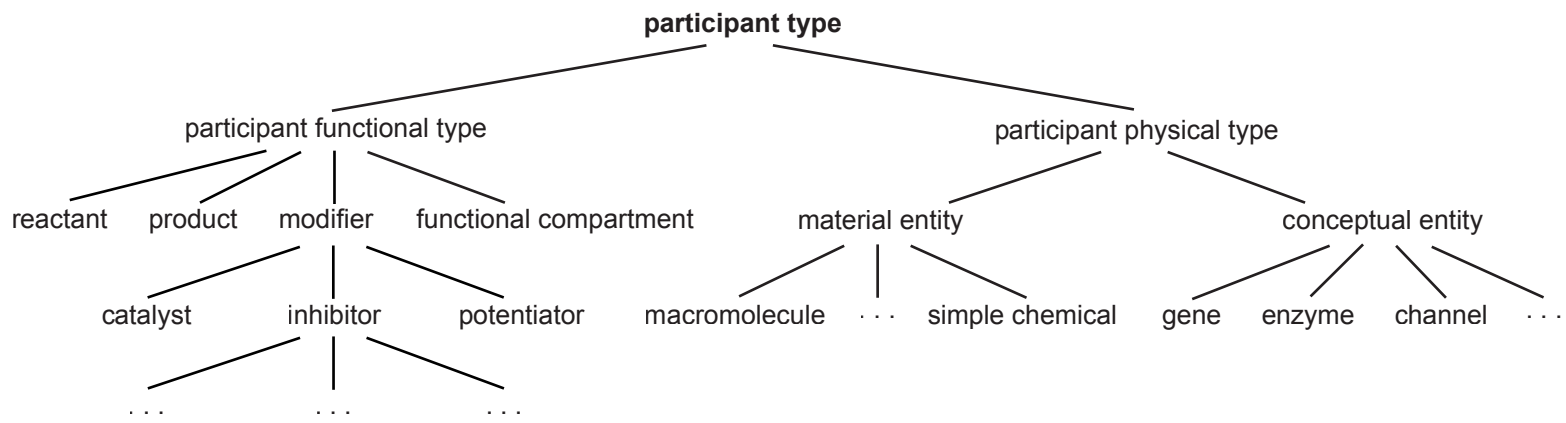 participant type
participant functional type participant physical type
reactant product modifier functional compartment material entity conceptual entity
catalyst inhibitor potentiator macromolecule . . . simple chemical gene enzyme channel . . .
. . . . . . . . .